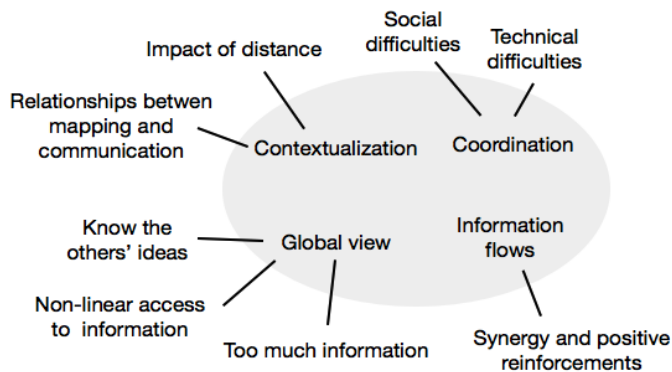 Social
difficulties
Technical
difficulties
Impact of distance
Relationships betwen
mapping and
communication
Contextualization
Coordination
Know the
others' ideas
Global view
Information
flows
Non-linear access
to information
Too much information
Synergy and positive
reinforcements